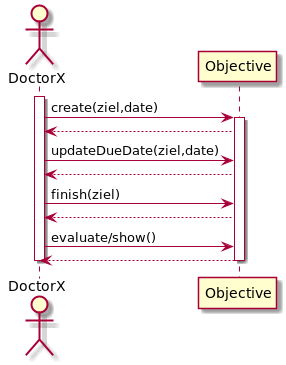 DoctorX
Objective
create(ziel,date)
updateDueDate(ziel,date)
finish(ziel)
evaluate/show()
DoctorX
Objective